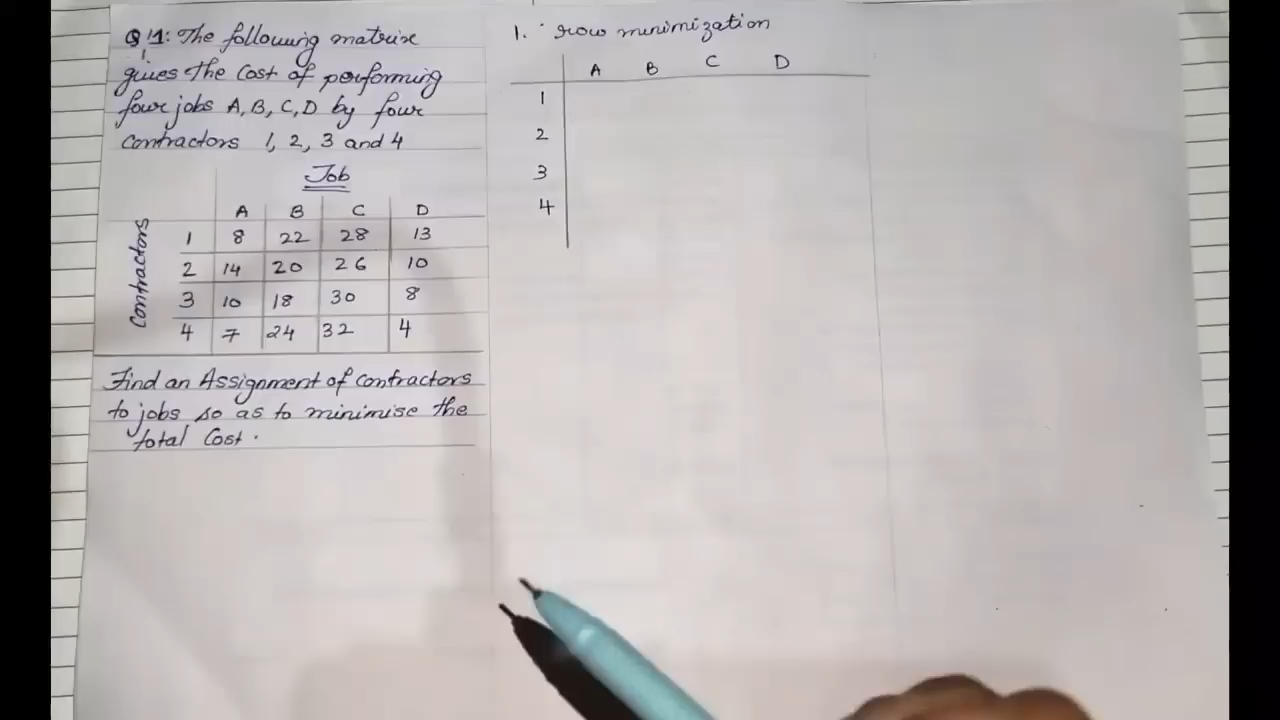 Q 1: The following matrix
gives the Cost of performing
four jobs A, B, C, D by four
contractors 1, 2, 3 and 4
Job
Contractors
A B C D
1 8 22 28 13
2 14 20 26 10
3 10 18 30 8
4 7 24 32 4
Find an Assignment of contractors
to jobs so as to minimise the
total Cost.
1. row minimization
A B C D
1
2
3
4